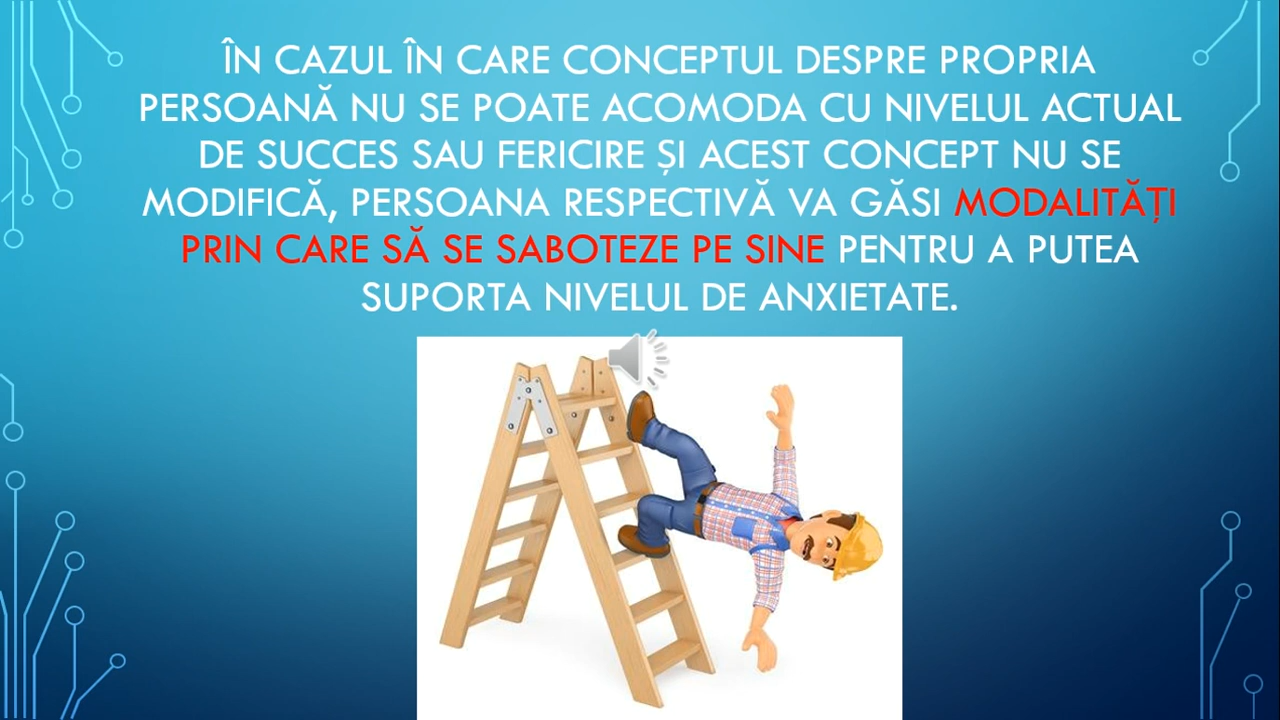 ÎN CAZUL ÎN CARE CONCEPTUL DESPRE PROPRIA
PERSOANĂ NU SE POATE ACOMODA CU NIVELUL ACTUAL
DE SUCCES SAU FERICIRE ȘI ACEST CONCEPT NU SE
MODIFICĂ, PERSOANA RESPECTIVĂ VA GĂSI MODALITĂȚI
PRIN CARE SĂ SE SABOTEZE PE SINE PENTRU A PUTEA
SUPORTA NIVELUL DE ANXIETATE.